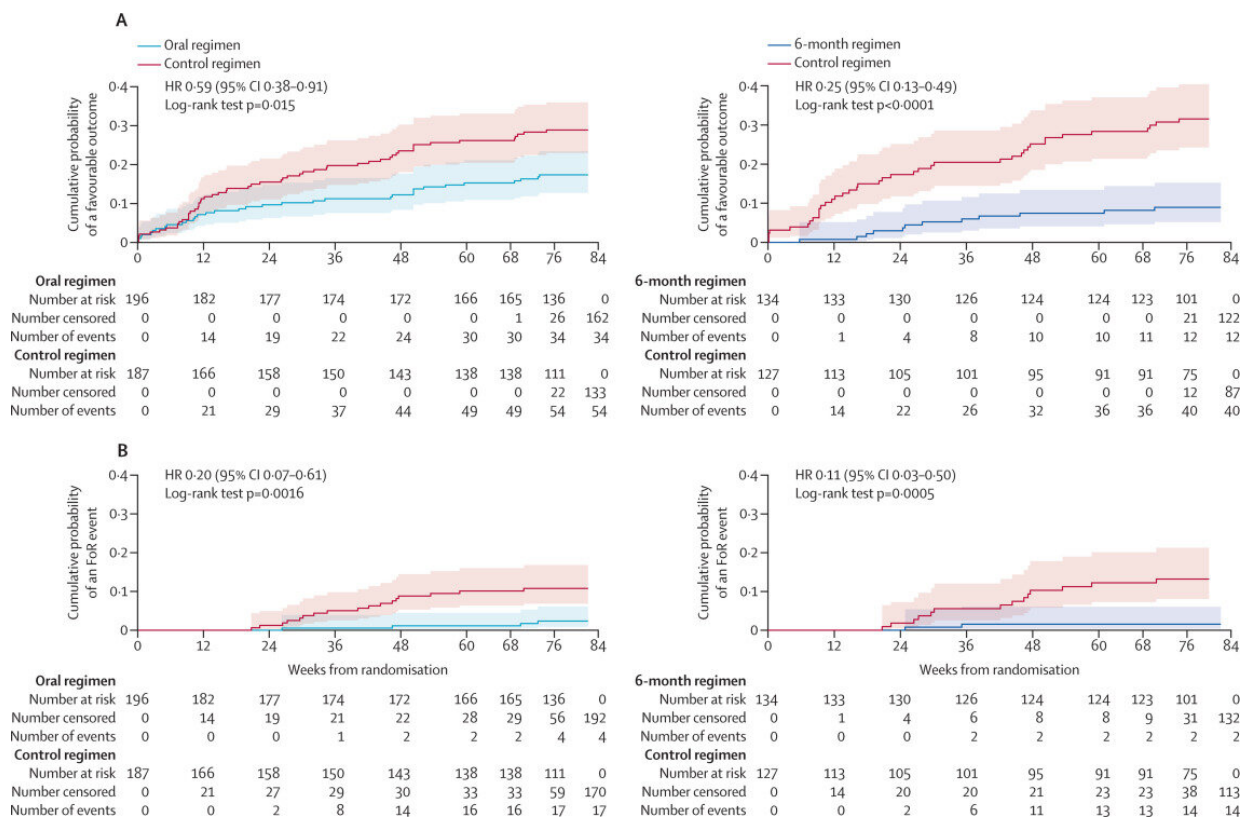 A
Oral regimen
Control regimen
HR 0·59 (95% CI 0·38–0·91)
Log-rank test p=0·015
Cumulative probability
of a favourable outcome
0·4
0·3
0·2
0·1
0
0 12 24 36 48 60 68 76 84
Oral regimen
Number at risk 196 182 177 174 172 166 165 136 0
Number censored 0 0 0 0 0 0 1 26 162
Number of events 0 14 19 22 24 30 30 34 34
Control regimen
Number at risk 187 166 158 150 143 138 138 111 0
Number censored 0 0 0 0 0 0 0 22 133
Number of events 0 21 29 37 44 49 49 54 54
6-month regimen
Control regimen
HR 0·25 (95% CI 0·13–0·49)
Log-rank test p<0·0001
Cumulative probability
of a favourable outcome
0·4
0·3
0·2
0·1
0
0 12 24 36 48 60 68 76 84
6-month regimen
Number at risk 134 133 130 126 124 124 123 101 0
Number censored 0 0 0 0 0 0 0 21 122
Number of events 0 1 4 8 10 10 11 12 12
Control regimen
Number at risk 127 113 105 101 95 91 91 75 0
Number censored 0 0 0 0 0 0 0 12 87
Number of events 0 14 22 26 32 36 36 40 40
B
HR 0·20 (95% CI 0·07–0·61)
Log-rank test p=0·0016
Cumulative probability
of an FoR event
0·4
0·3
0·2
0·1
0
0 12 24 36 48 60 68 76 84
Weeks from randomisation
Oral regimen
Number at risk 196 182 177 174 172 166 165 136 0
Number censored 0 14 19 21 22 28 29 56 192
Number of events 0 0 0 1 2 2 2 4 4
Control regimen
Number at risk 187 166 158 150 143 138 138 111 0
Number censored 0 21 27 29 30 33 33 59 170
Number of events 0 0 2 8 14 16 16 17 17
HR 0·11 (95% CI 0·03–0·50)
Log-rank test p=0·0005
Cumulative probability
of an FoR event
0·4
0·3
0·2
0·1
0
0 12 24 36 48 60 68 76 84
Weeks from randomisation
6-month regimen
Number at risk 134 133 130 126 124 124 123 101 0
Number censored 0 1 4 6 8 8 9 31 132
Number of events 0 0 0 2 2 2 2 2 2
Control regimen
Number at risk 127 113 105 101 95 91 91 75 0
Number censored 0 14 20 20 21 23 23 38 113
Number of events 0 0 2 6 11 13 13 14 14